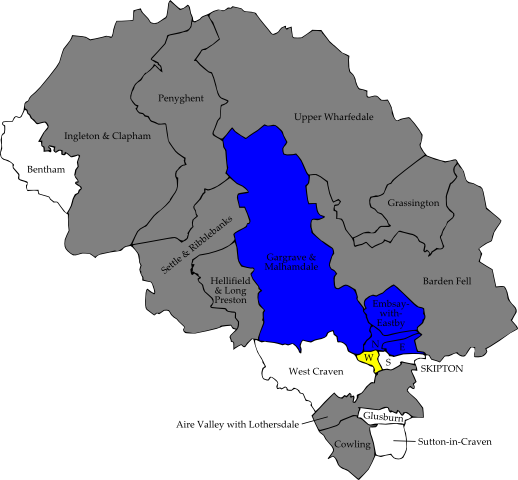 Penyghent
Upper Wharfedale
Ingleton & Clapham
Bentham
Grassington
Settle & Ribblebanks
Gargrave &
Malhamdale
Hellifield
& Long
Preston
Barden Fell
Embsay-
with-
Eastby
N
E
W
S
SKIPTON
West Craven
Glusburn
Aire Valley with Lothersdale
Cowling
Sutton-in-Craven